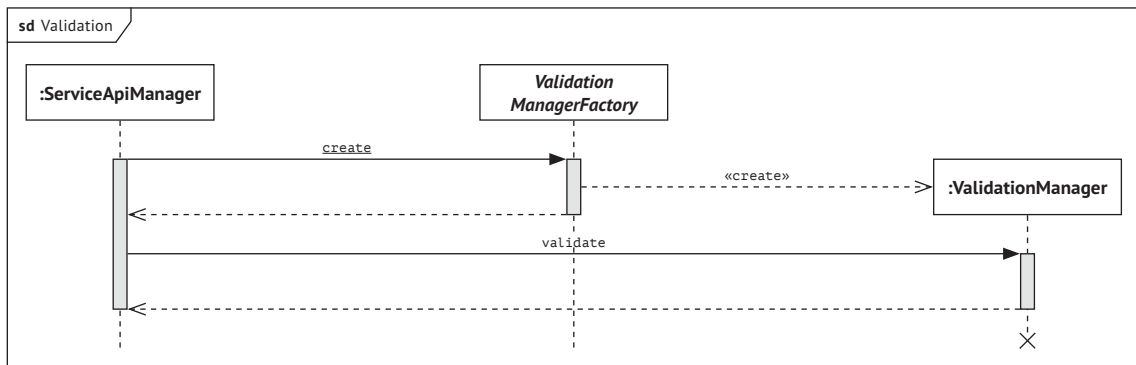 sd Validation
:ServiceApiManager
Validation
ManagerFactory
create
«create»
:ValidationManager
validate